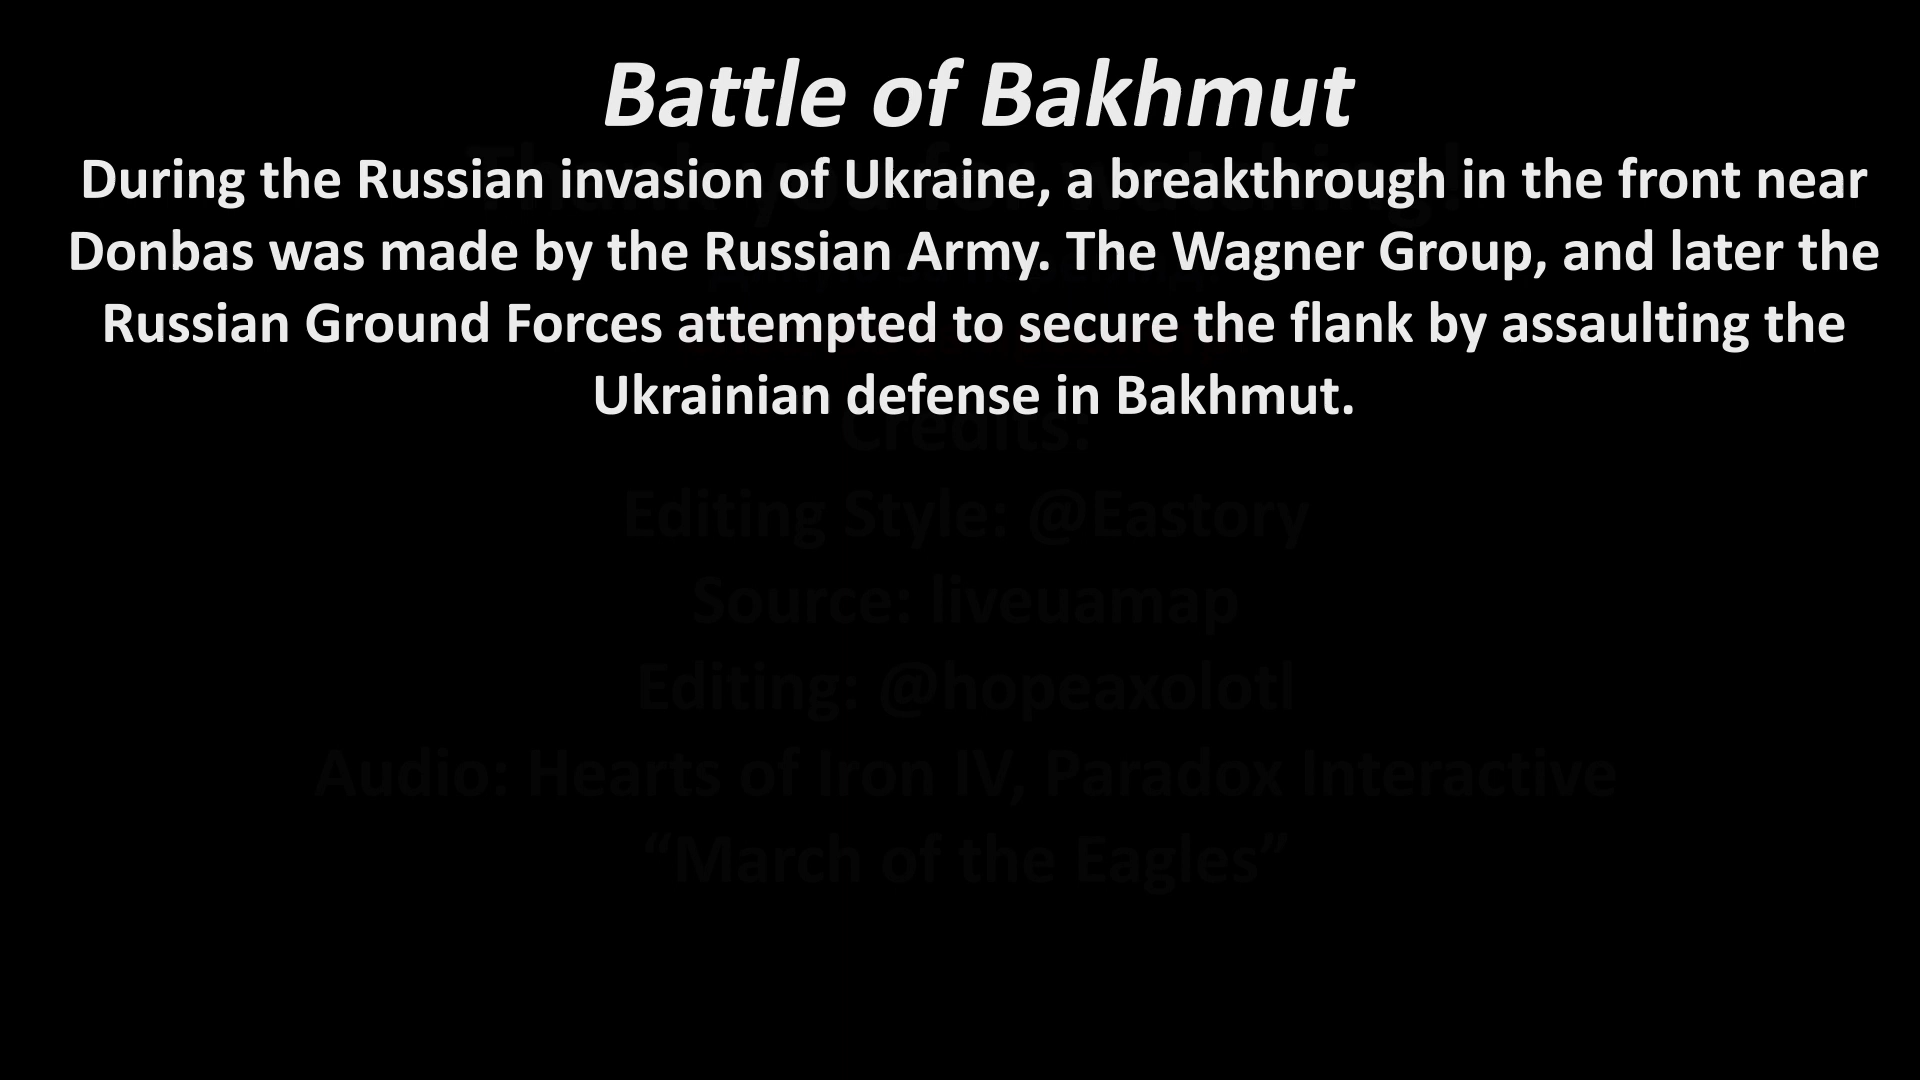 Battle of Bakhmut
During the Russian invasion of Ukraine, a breakthrough in the front near
Donbas was made by the Russian Army. The Wagner Group, and later the
Russian Ground Forces attempted to secure the flank by assaulting the
Ukrainian defense in Bakhmut.
Credits:
Editing Style: @Eastory
Source: liveuamap
Editing: @hopeaxolotl
Audio: Hearts of Iron IV, Paradox Interactive
“March of the Eagles”